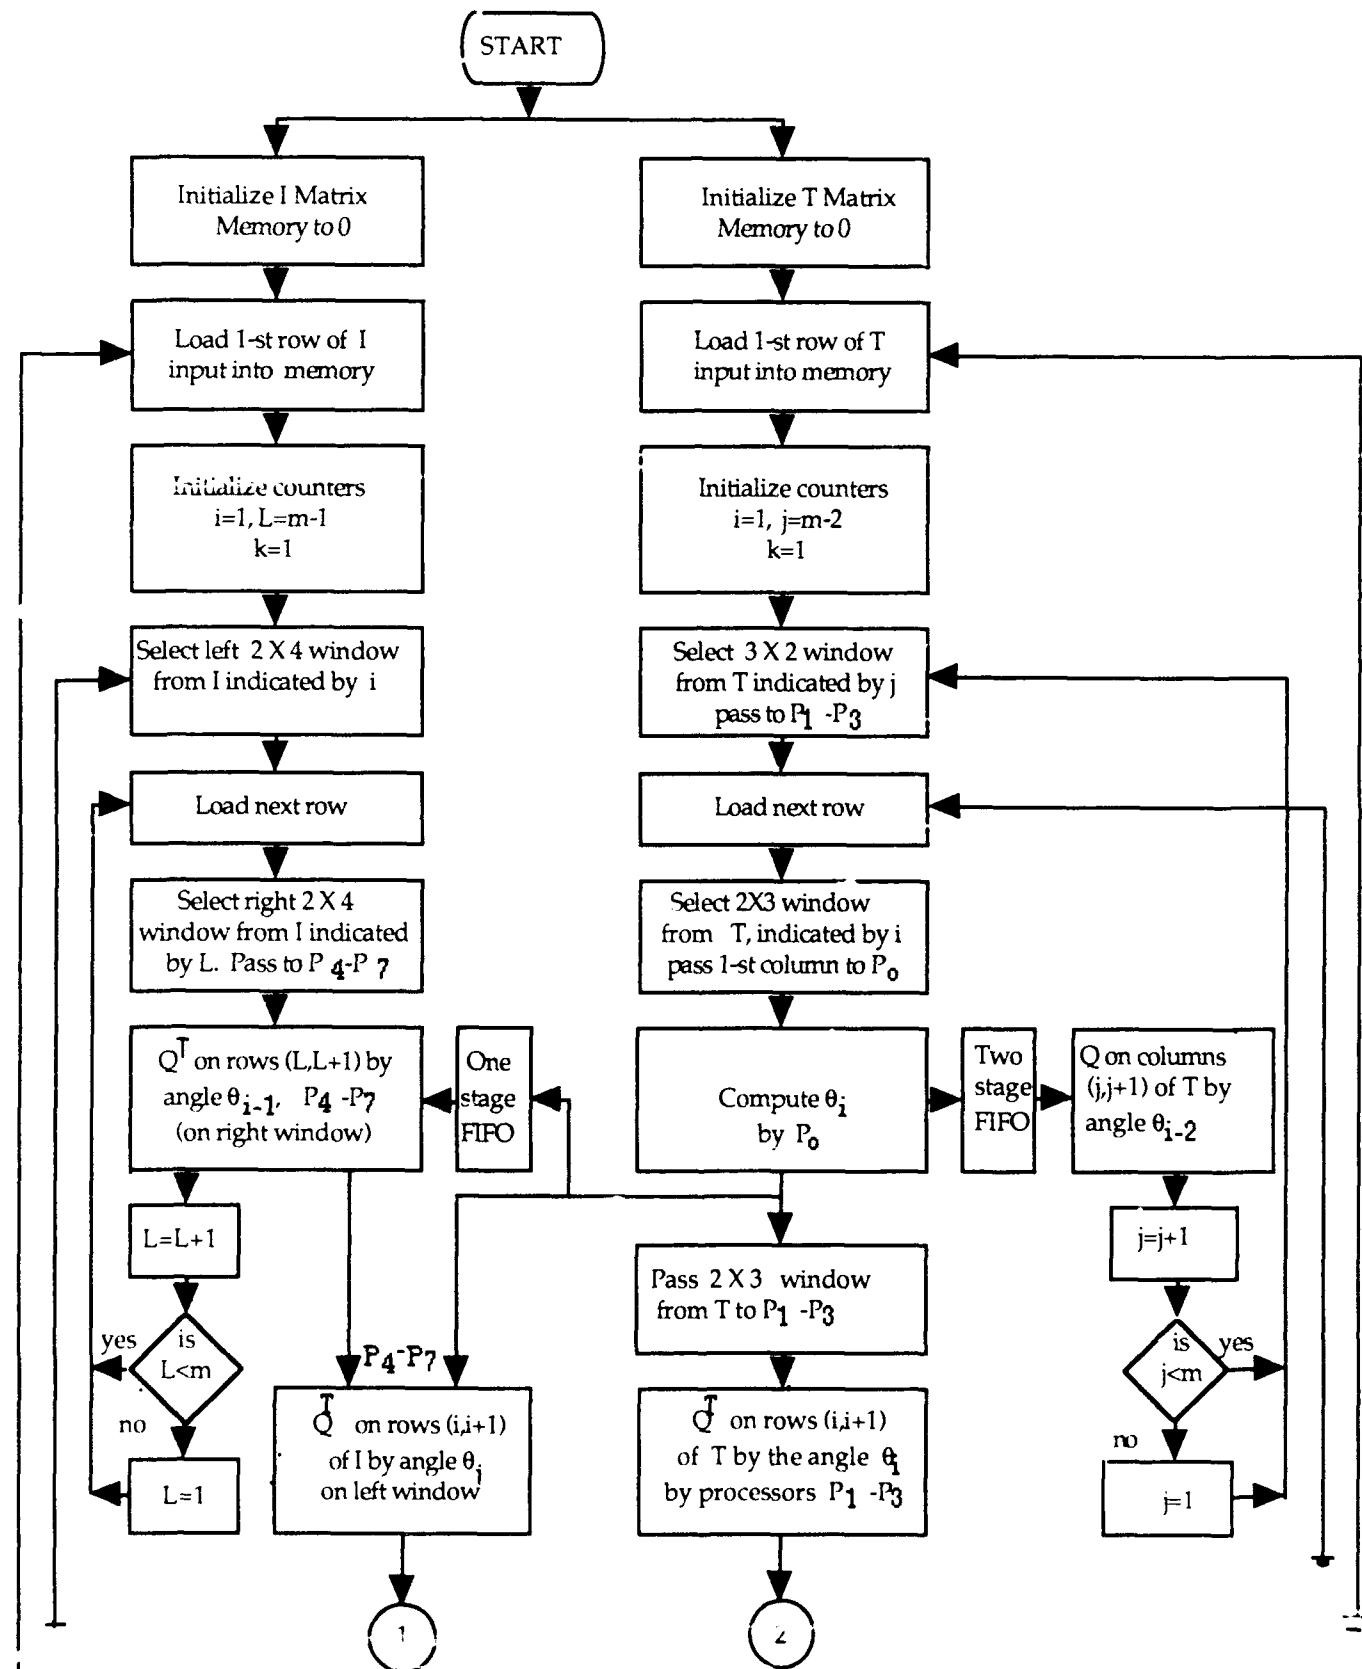 START
Initialize I Matrix
Memory to 0
Initialize T Matrix
Memory to 0
Load 1-st row of I
input into memory
Load 1-st row of T
input into memory
Initialize counters
i=1, L=m-1
k=1
Initialize counters
i=1, j=m-2
k=1
Select left 2 X 4 window
from I indicated by i
Select 3 X 2 window
from T indicated by j
pass to P1 -P3
Load next row
Load next row
Select right 2 X 4
window from I indicated
by L. Pass to P 4-P 7
Select 2X3 window
from T, indicated by i
pass 1-st column to Po
Q^T on rows (L,L+1) by
angle θi-1, P4 -P7
(on right window)
One
stage
FIFO
Compute θi
by Po
Two
stage
FIFO
Q on columns
(j,j+1) of T by
angle θi-2
L=L+1
j=j+1
Pass 2 X 3 window
from T to P1 -P3
yes
is
L<m
no
P4-P7
is
j<m
yes
no
L=1
Q^T on rows (i,i+1)
of I by angle θi
on left window
Q^T on rows (i,i+1)
of T by the angle θi
by processors P1 -P3
j=1
1
2